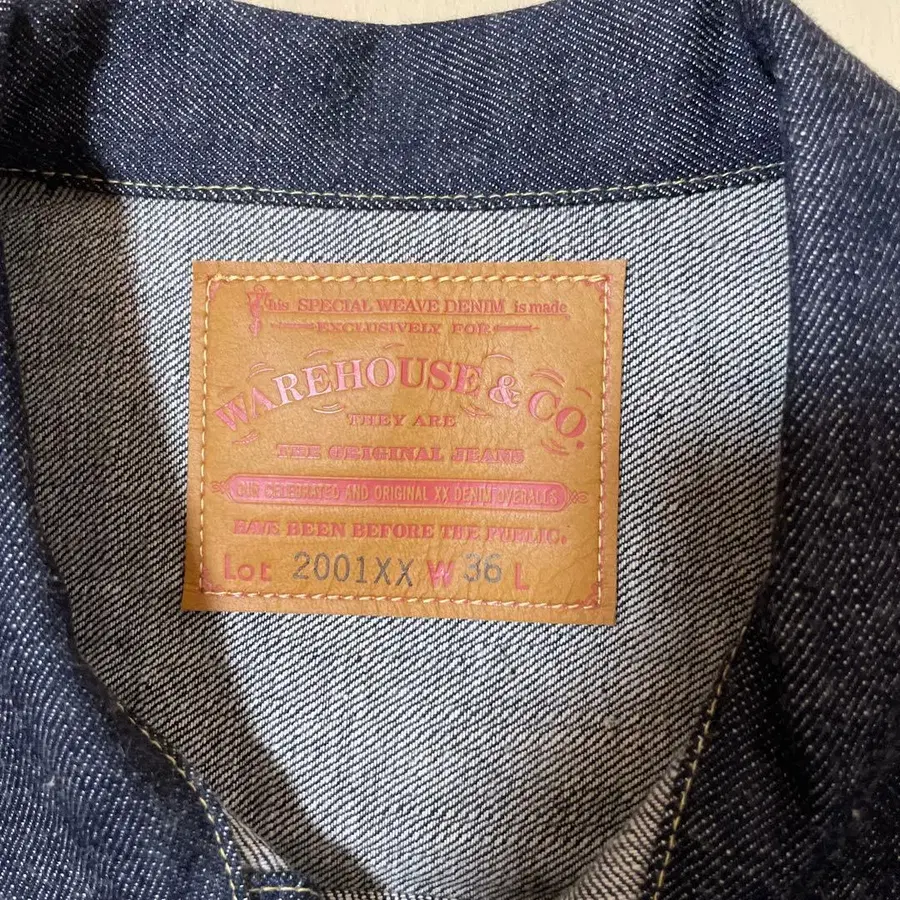 This SPECIAL WEAVE DENIM is made
EXCLUSIVELY FOR
WAREHOUSE & CO.
THEY ARE
THE ORIGINAL JEANS
OUR CELEBRATED AND ORIGINAL XX DENIM OVERALLS
HAVE BEEN BEFORE THE PUBLIC.
Lot 2001XX W 36 L